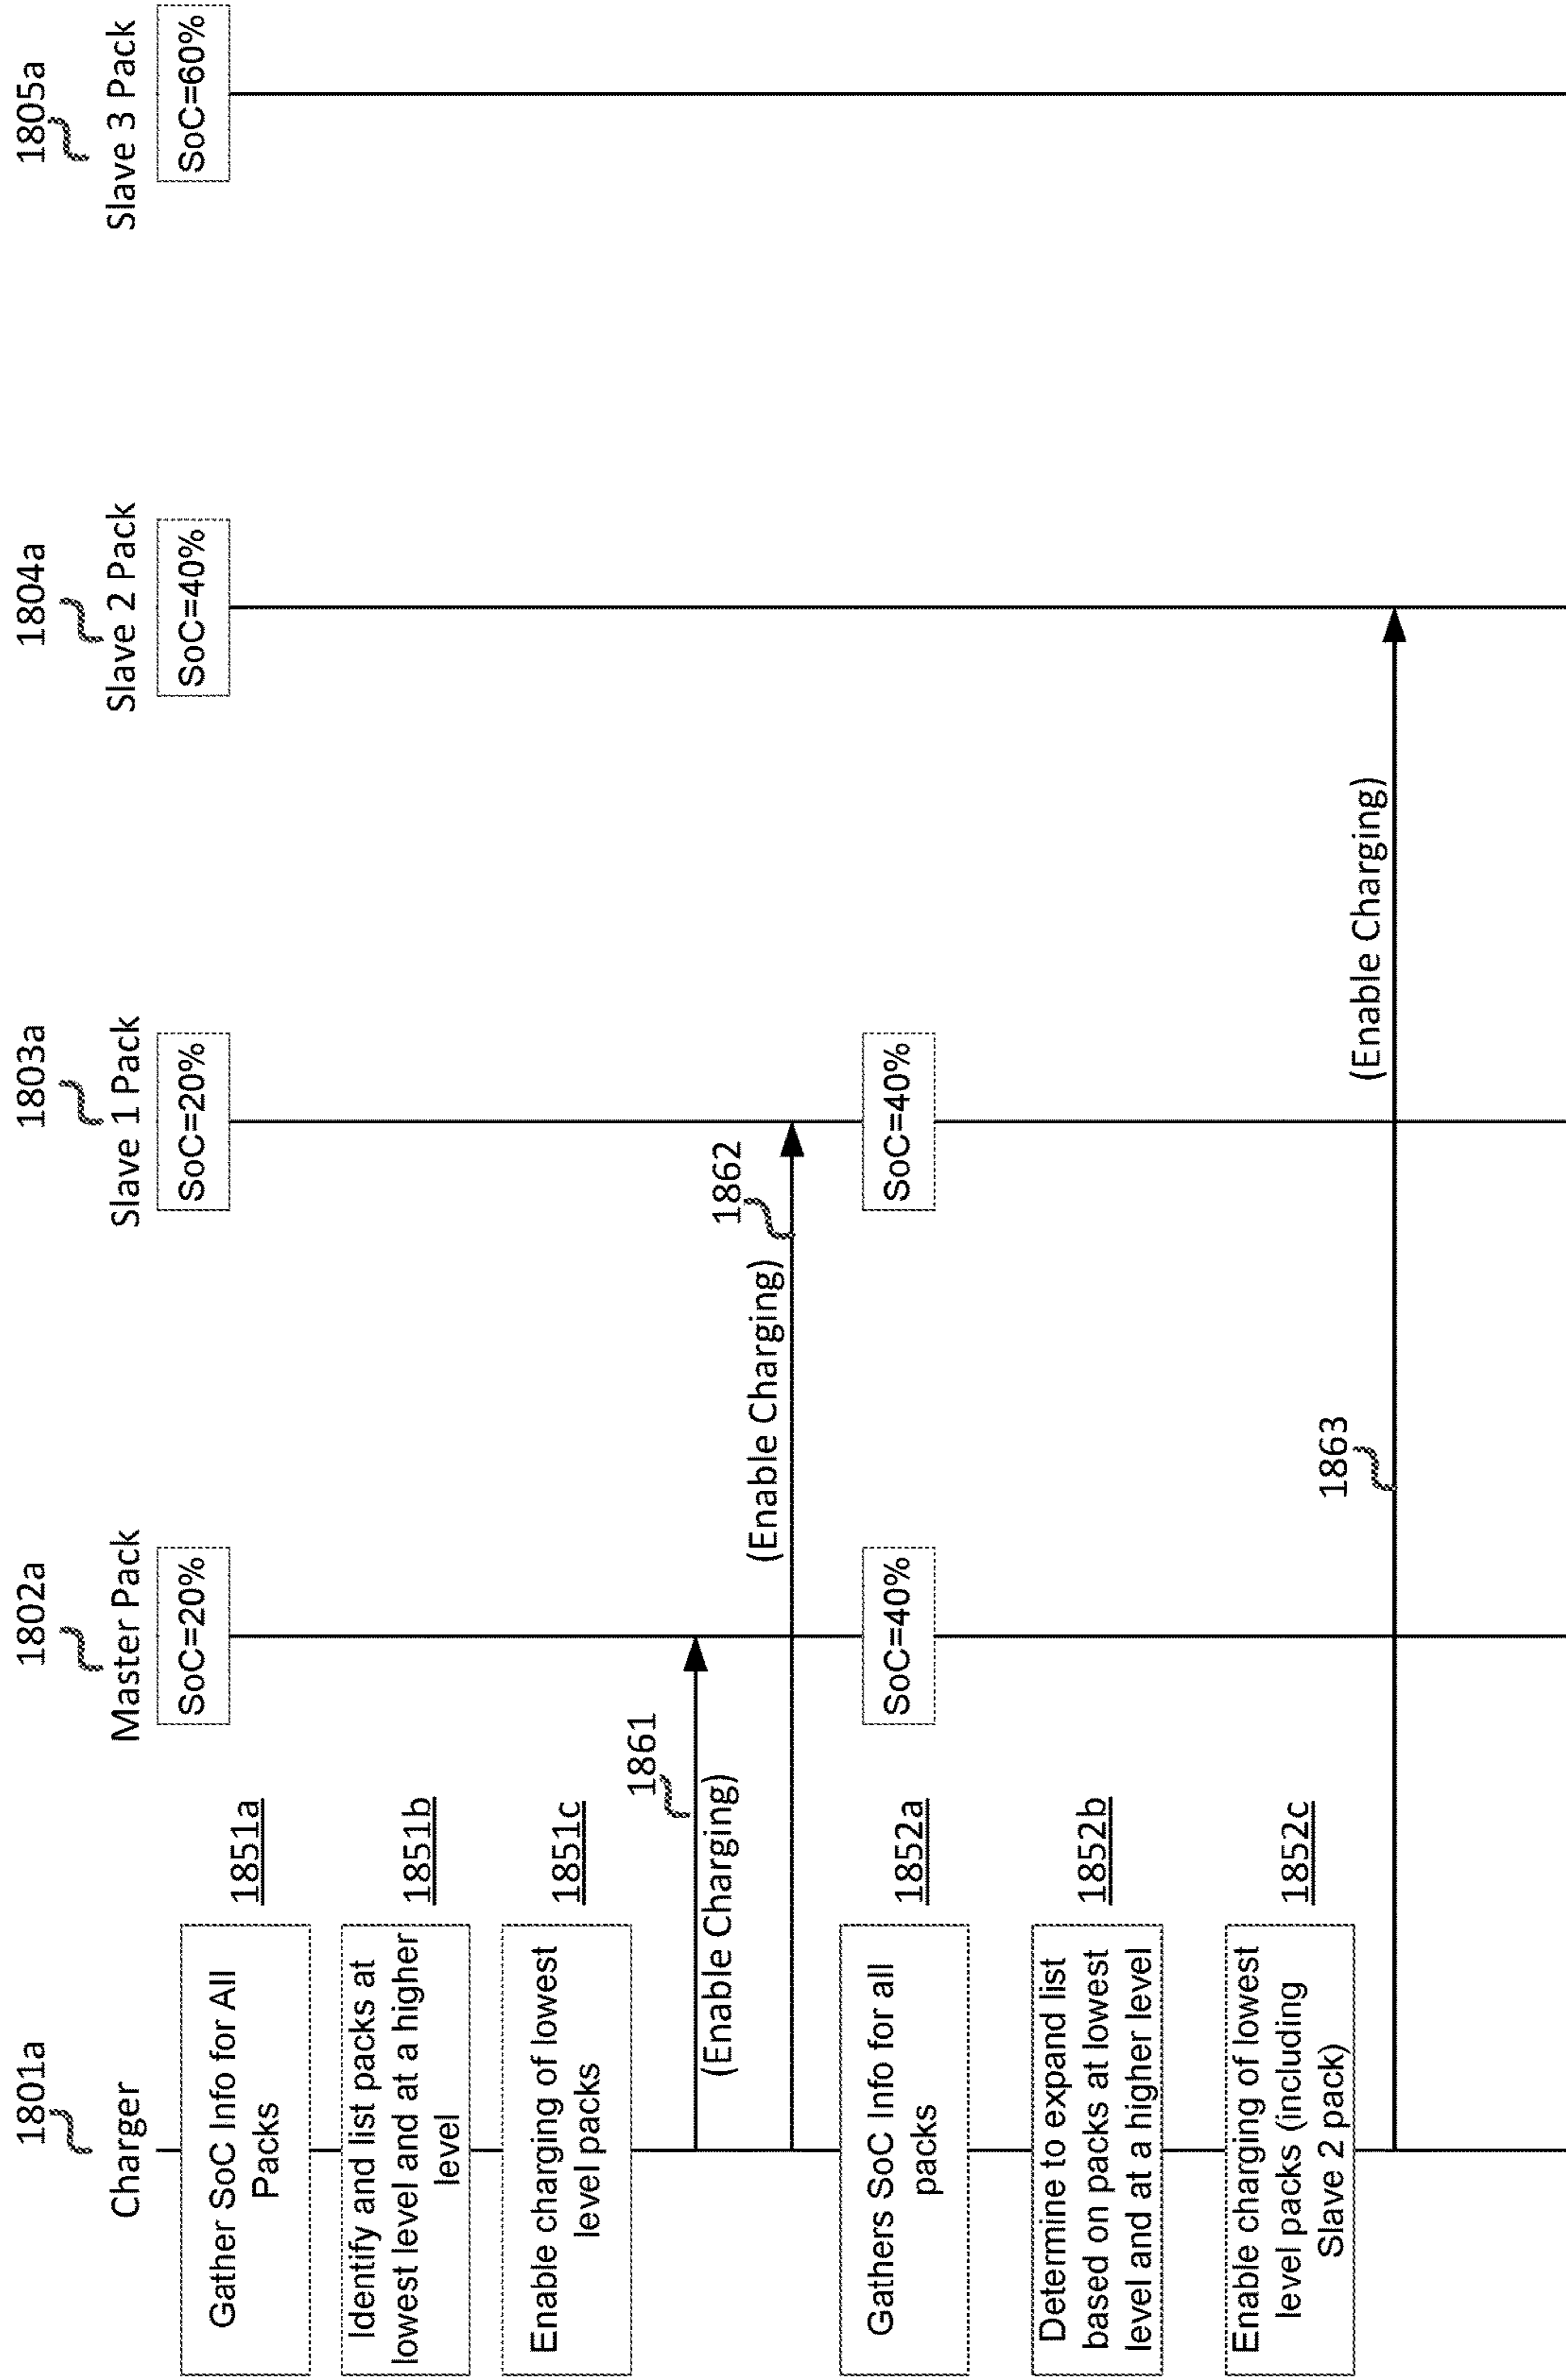 1801a
1802a
1803a
1804a
1805a
Charger
Master Pack
Slave 1 Pack
Slave 2 Pack
Slave 3 Pack
SoC=20%
SoC=20%
SoC=40%
SoC=60%
Gather SoC Info for All
Packs
1851a
Identify and list packs at
lowest level and at a higher
level
1851b
Enable charging of lowest
level packs
1851c
1861
(Enable Charging)
1862
(Enable Charging)
Gathers SoC Info for all
packs
1852a
SoC=40%
SoC=40%
Determine to expand list
based on packs at lowest
level and at a higher level
1852b
Enable charging of lowest
level packs (including
Slave 2 pack)
1852c
1863
(Enable Charging)